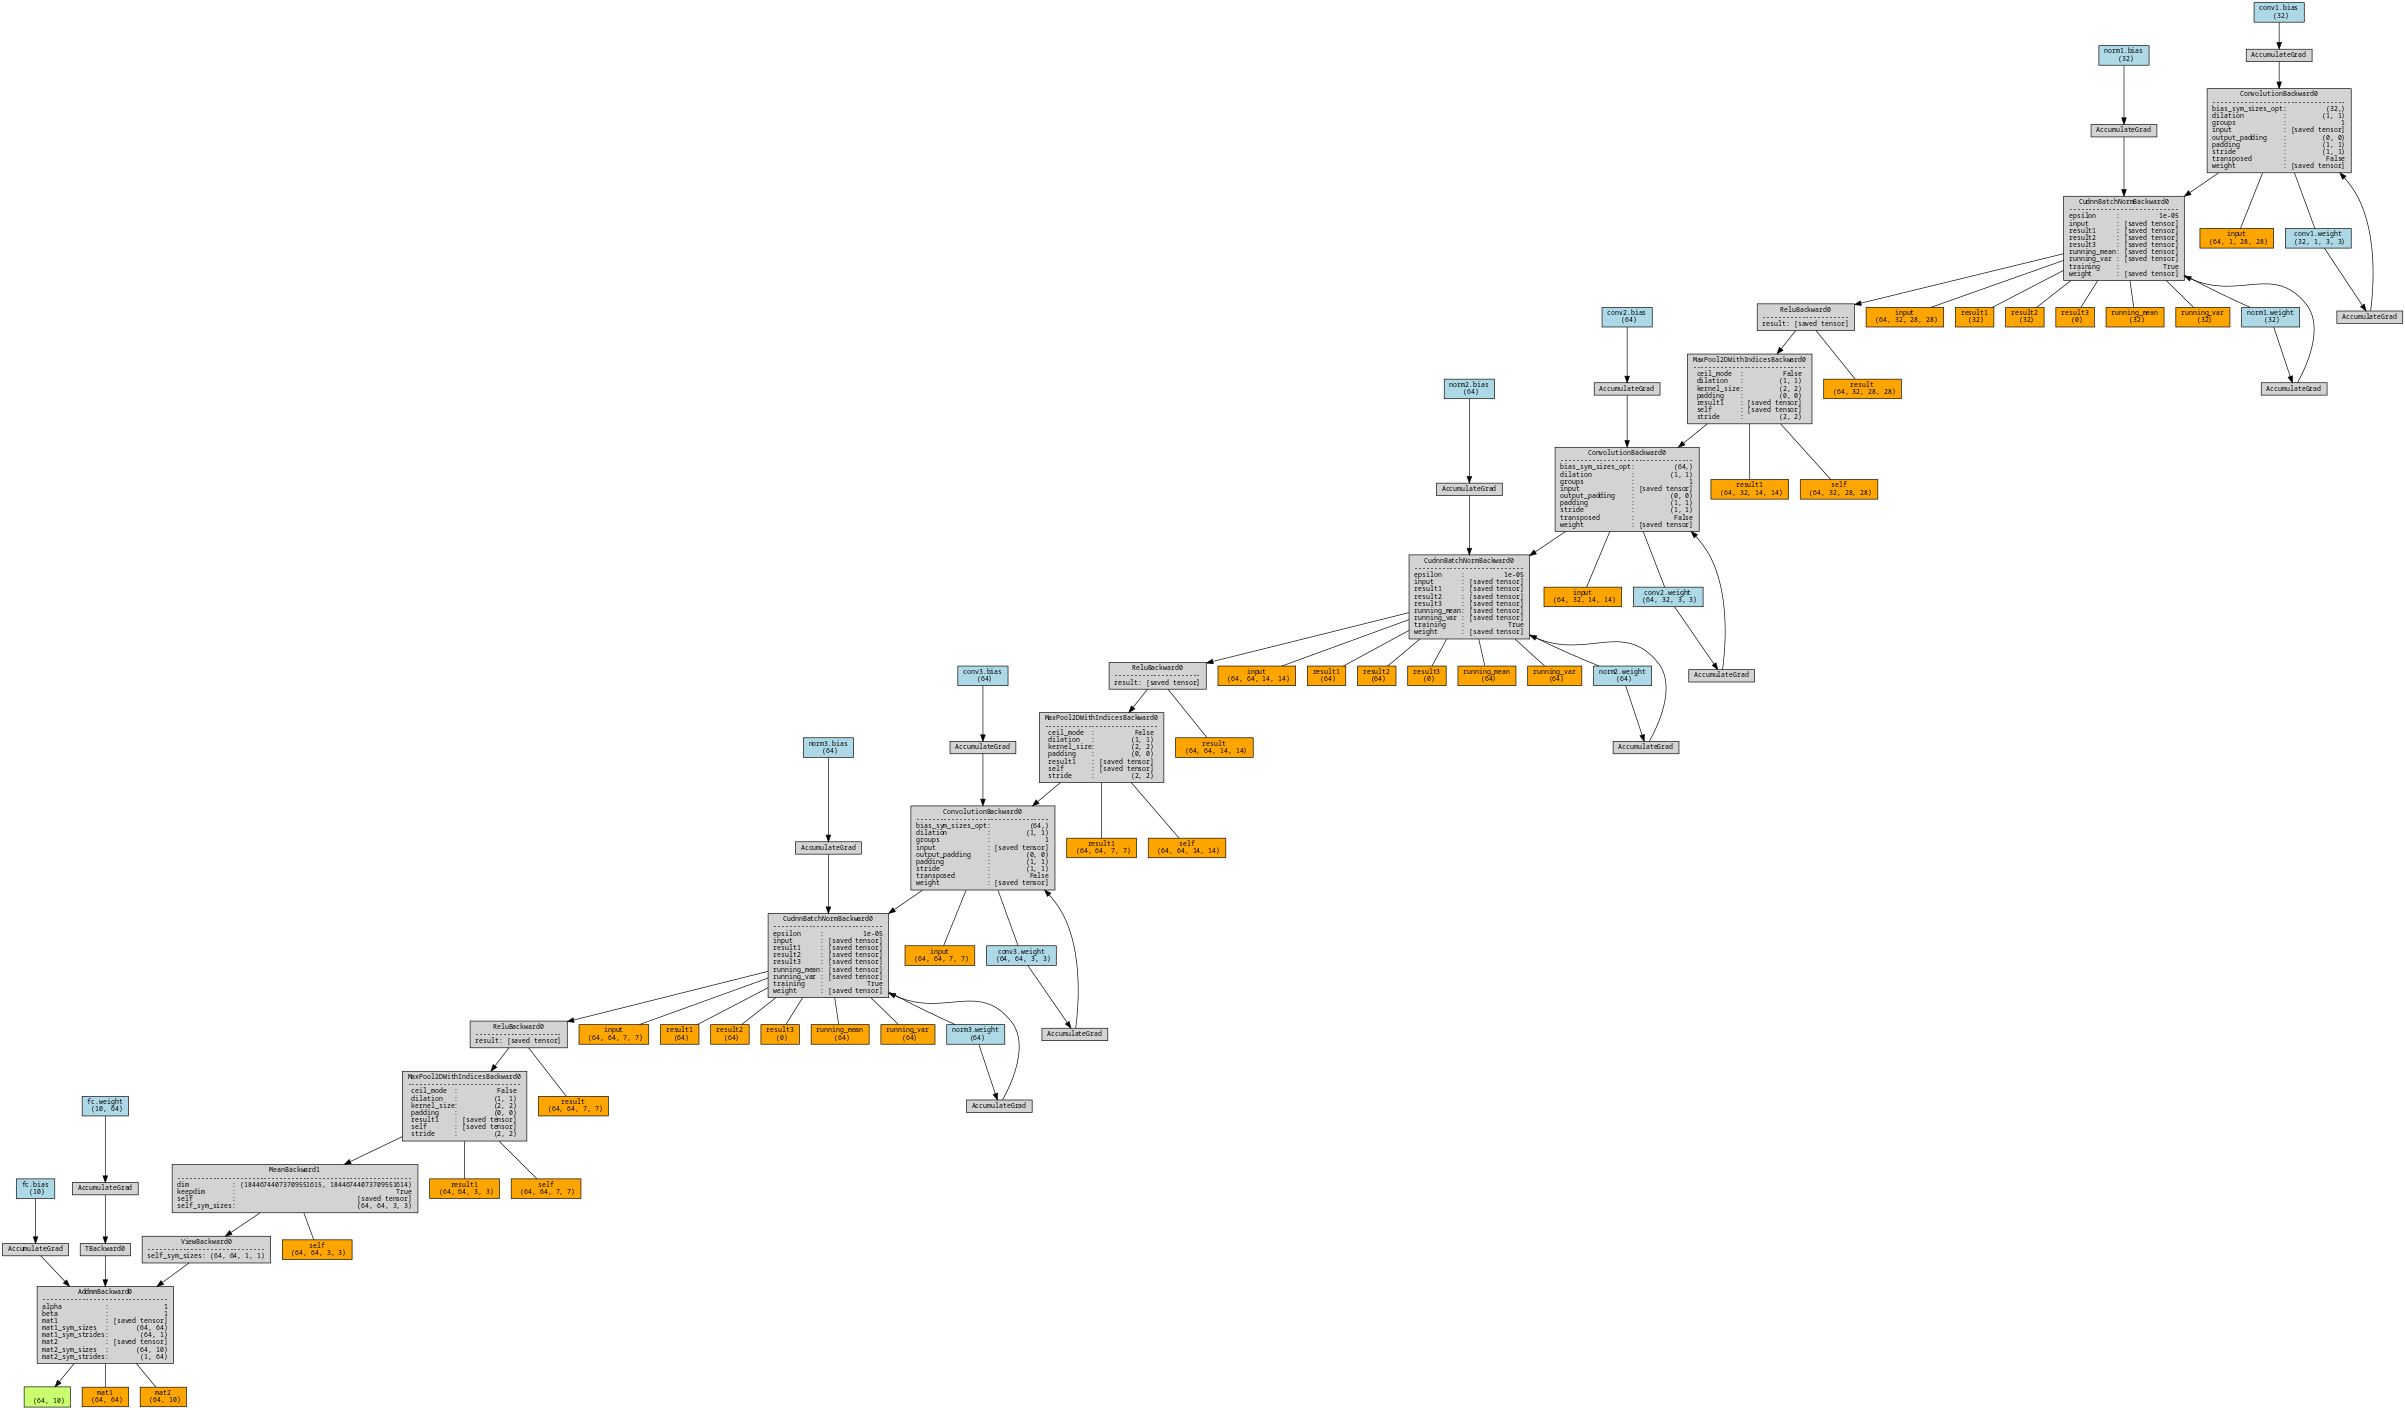 conv1.bias
(32)
AccumulateGrad
ConvolutionBackward0
----------------------------------
bias_sym_sizes_opt: (32,)
dilation : (1, 1)
groups : 1
input : [saved tensor]
output_padding : (0, 0)
padding : (1, 1)
stride : (1, 1)
transposed : False
weight : [saved tensor]
norm1.bias
(32)
AccumulateGrad
CudnnBatchNormBackward0
----------------------------
epsilon : 1e-05
input : [saved tensor]
result1 : [saved tensor]
result2 : [saved tensor]
result3 : [saved tensor]
running_mean: [saved tensor]
running_var : [saved tensor]
training : True
weight : [saved tensor]
input
(64, 1, 28, 28)
conv1.weight
(32, 1, 3, 3)
AccumulateGrad
ReluBackward0
----------------------
result: [saved tensor]
input
(64, 32, 28, 28)
result1
(32)
result2
(32)
result3
(0)
running_mean
(32)
running_var
(32)
norm1.weight
(32)
AccumulateGrad
MaxPool2DWithIndicesBackward0
-----------------------------
ceil_mode : False
dilation : (1, 1)
kernel_size: (2, 2)
padding : (0, 0)
result1 : [saved tensor]
self : [saved tensor]
stride : (2, 2)
result
(64, 32, 28, 28)
conv2.bias
(64)
AccumulateGrad
ConvolutionBackward0
----------------------------------
bias_sym_sizes_opt: (64,)
dilation : (1, 1)
groups : 1
input : [saved tensor]
output_padding : (0, 0)
padding : (1, 1)
stride : (1, 1)
transposed : False
weight : [saved tensor]
result1
(64, 32, 14, 14)
self
(64, 32, 28, 28)
norm2.bias
(64)
AccumulateGrad
CudnnBatchNormBackward0
----------------------------
epsilon : 1e-05
input : [saved tensor]
result1 : [saved tensor]
result2 : [saved tensor]
result3 : [saved tensor]
running_mean: [saved tensor]
running_var : [saved tensor]
training : True
weight : [saved tensor]
input
(64, 32, 14, 14)
conv2.weight
(64, 32, 3, 3)
AccumulateGrad
ReluBackward0
----------------------
result: [saved tensor]
input
(64, 64, 14, 14)
result1
(64)
result2
(64)
result3
(0)
running_mean
(64)
running_var
(64)
norm2.weight
(64)
AccumulateGrad
MaxPool2DWithIndicesBackward0
-----------------------------
ceil_mode : False
dilation : (1, 1)
kernel_size: (2, 2)
padding : (0, 0)
result1 : [saved tensor]
self : [saved tensor]
stride : (2, 2)
result
(64, 64, 14, 14)
conv3.bias
(64)
AccumulateGrad
ConvolutionBackward0
----------------------------------
bias_sym_sizes_opt: (64,)
dilation : (1, 1)
groups : 1
input : [saved tensor]
output_padding : (0, 0)
padding : (1, 1)
stride : (1, 1)
transposed : False
weight : [saved tensor]
result1
(64, 64, 7, 7)
self
(64, 64, 14, 14)
norm3.bias
(64)
AccumulateGrad
CudnnBatchNormBackward0
----------------------------
epsilon : 1e-05
input : [saved tensor]
result1 : [saved tensor]
result2 : [saved tensor]
result3 : [saved tensor]
running_mean: [saved tensor]
running_var : [saved tensor]
training : True
weight : [saved tensor]
input
(64, 64, 7, 7)
conv3.weight
(64, 64, 3, 3)
AccumulateGrad
ReluBackward0
----------------------
result: [saved tensor]
input
(64, 64, 7, 7)
result1
(64)
result2
(64)
result3
(0)
running_mean
(64)
running_var
(64)
norm3.weight
(64)
AccumulateGrad
MaxPool2DWithIndicesBackward0
-----------------------------
ceil_mode : False
dilation : (1, 1)
kernel_size: (2, 2)
padding : (0, 0)
result1 : [saved tensor]
self : [saved tensor]
stride : (2, 2)
result
(64, 64, 7, 7)
fc.weight
(10, 64)
AccumulateGrad
TBackward0
fc.bias
(10)
AccumulateGrad
MeanBackward1
------------------------------------------------------------
dim : (18446744073709551615, 18446744073709551614)
keepdim : True
self : [saved tensor]
self_sym_sizes: (64, 64, 3, 3)
result1
(64, 64, 3, 3)
self
(64, 64, 7, 7)
ViewBackward0
------------------------------
self_sym_sizes: (64, 64, 1, 1)
self
(64, 64, 3, 3)
AddmmBackward0
--------------------------------
alpha : 1
beta : 1
mat1 : [saved tensor]
mat1_sym_sizes : (64, 64)
mat1_sym_strides: (64, 1)
mat2 : [saved tensor]
mat2_sym_sizes : (64, 10)
mat2_sym_strides: (1, 64)
(64, 10)
mat1
(64, 64)
mat2
(64, 10)